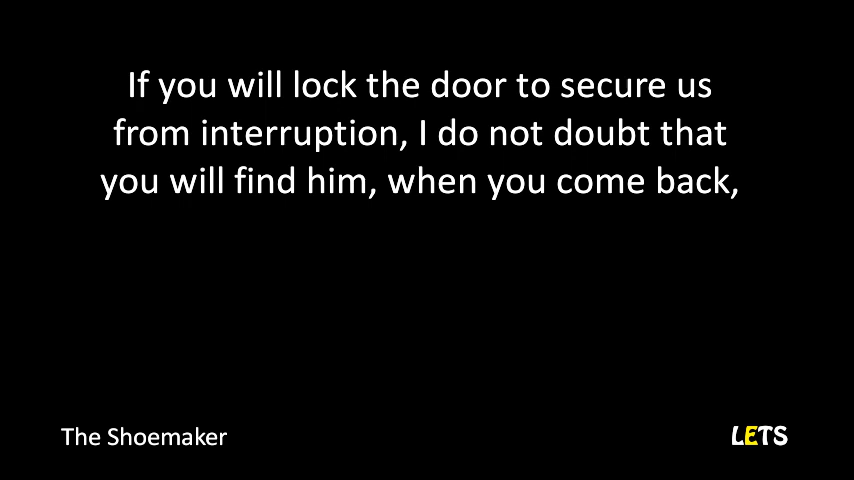 If you will lock the door to secure us
from interruption, I do not doubt that
you will find him, when you come back,
The Shoemaker
LETS